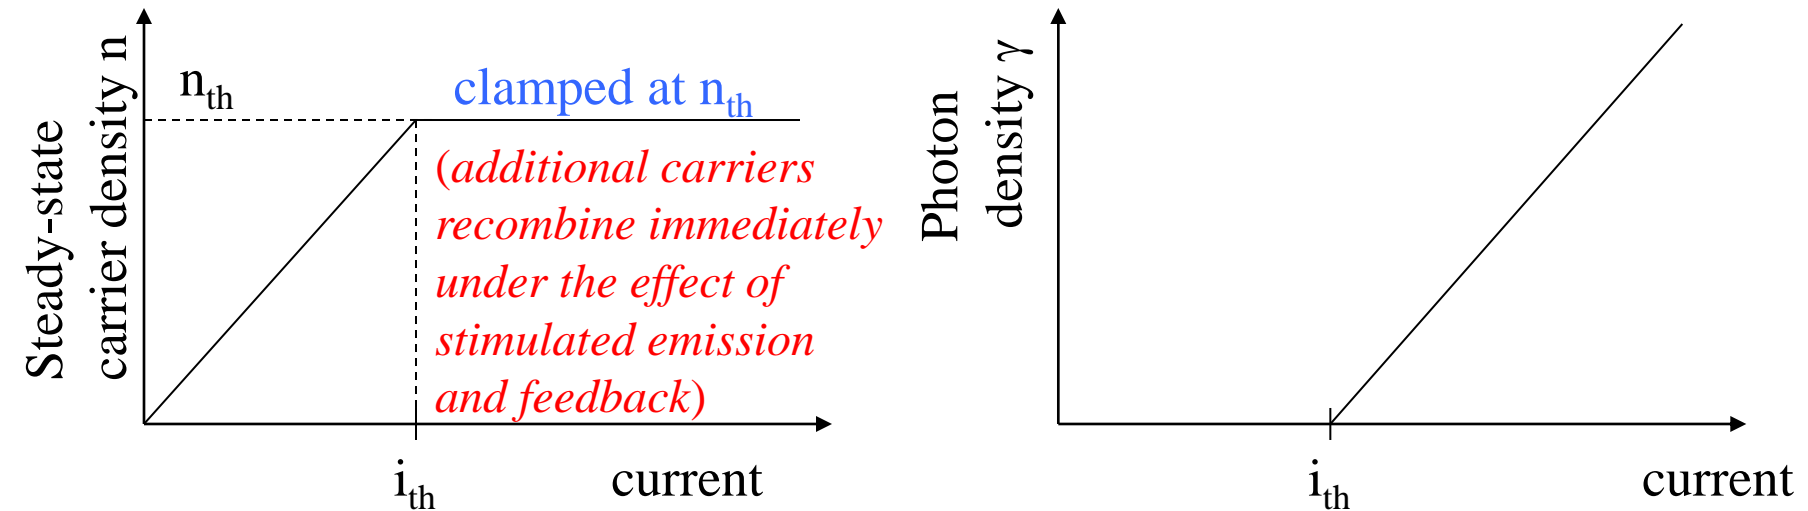 Steady-state
carrier density n
n_th
clamped at n_th
(additional carriers
recombine immediately
under the effect of
stimulated emission
and feedback)
i_th
current
Photon
density γ
i_th
current